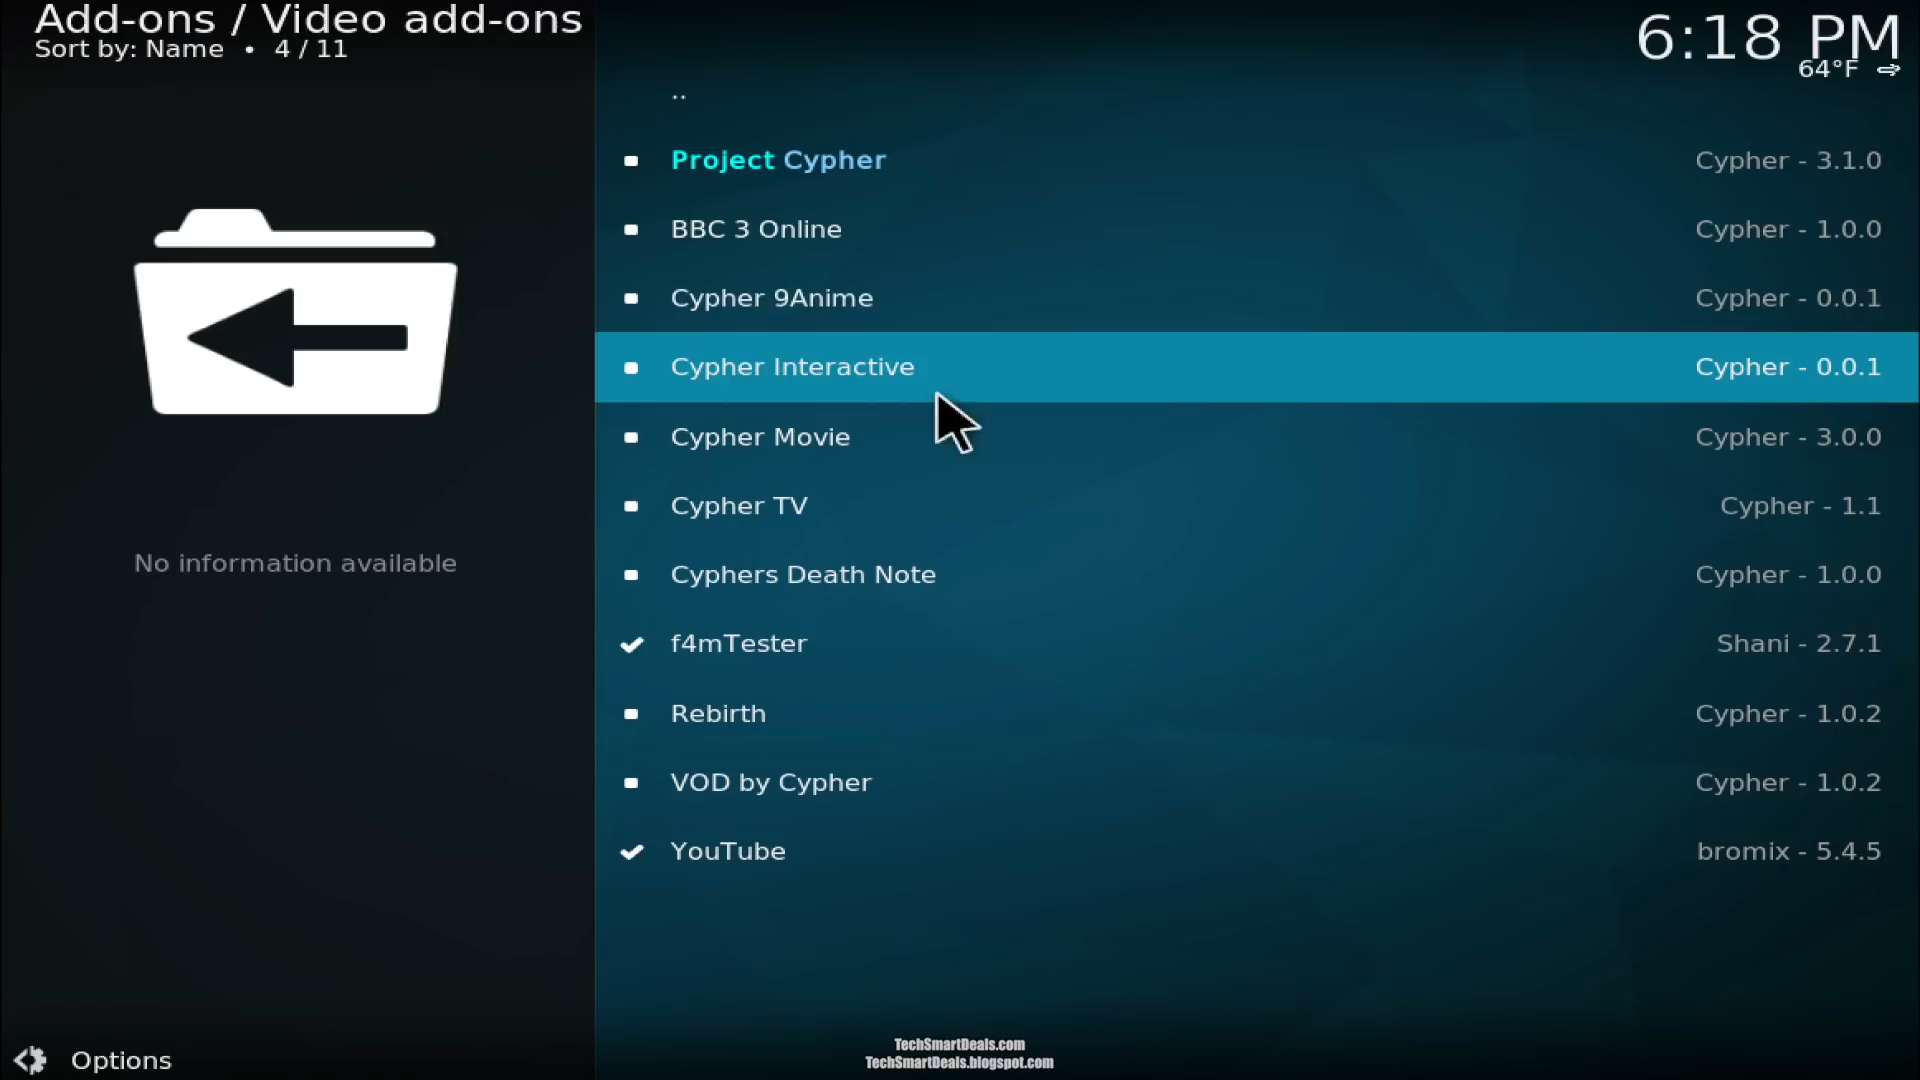 Add-ons / Video add-ons
Sort by: Name • 4 / 11
6:18 PM
64°F
..
Project Cypher Cypher - 3.1.0
BBC 3 Online Cypher - 1.0.0
Cypher 9Anime Cypher - 0.0.1
Cypher Interactive Cypher - 0.0.1
Cypher Movie Cypher - 3.0.0
Cypher TV Cypher - 1.1
Cyphers Death Note Cypher - 1.0.0
f4mTester Shani - 2.7.1
Rebirth Cypher - 1.0.2
VOD by Cypher Cypher - 1.0.2
YouTube bromix - 5.4.5
No information available
Options
TechSmartDeals.com
TechSmartDeals.blogspot.com